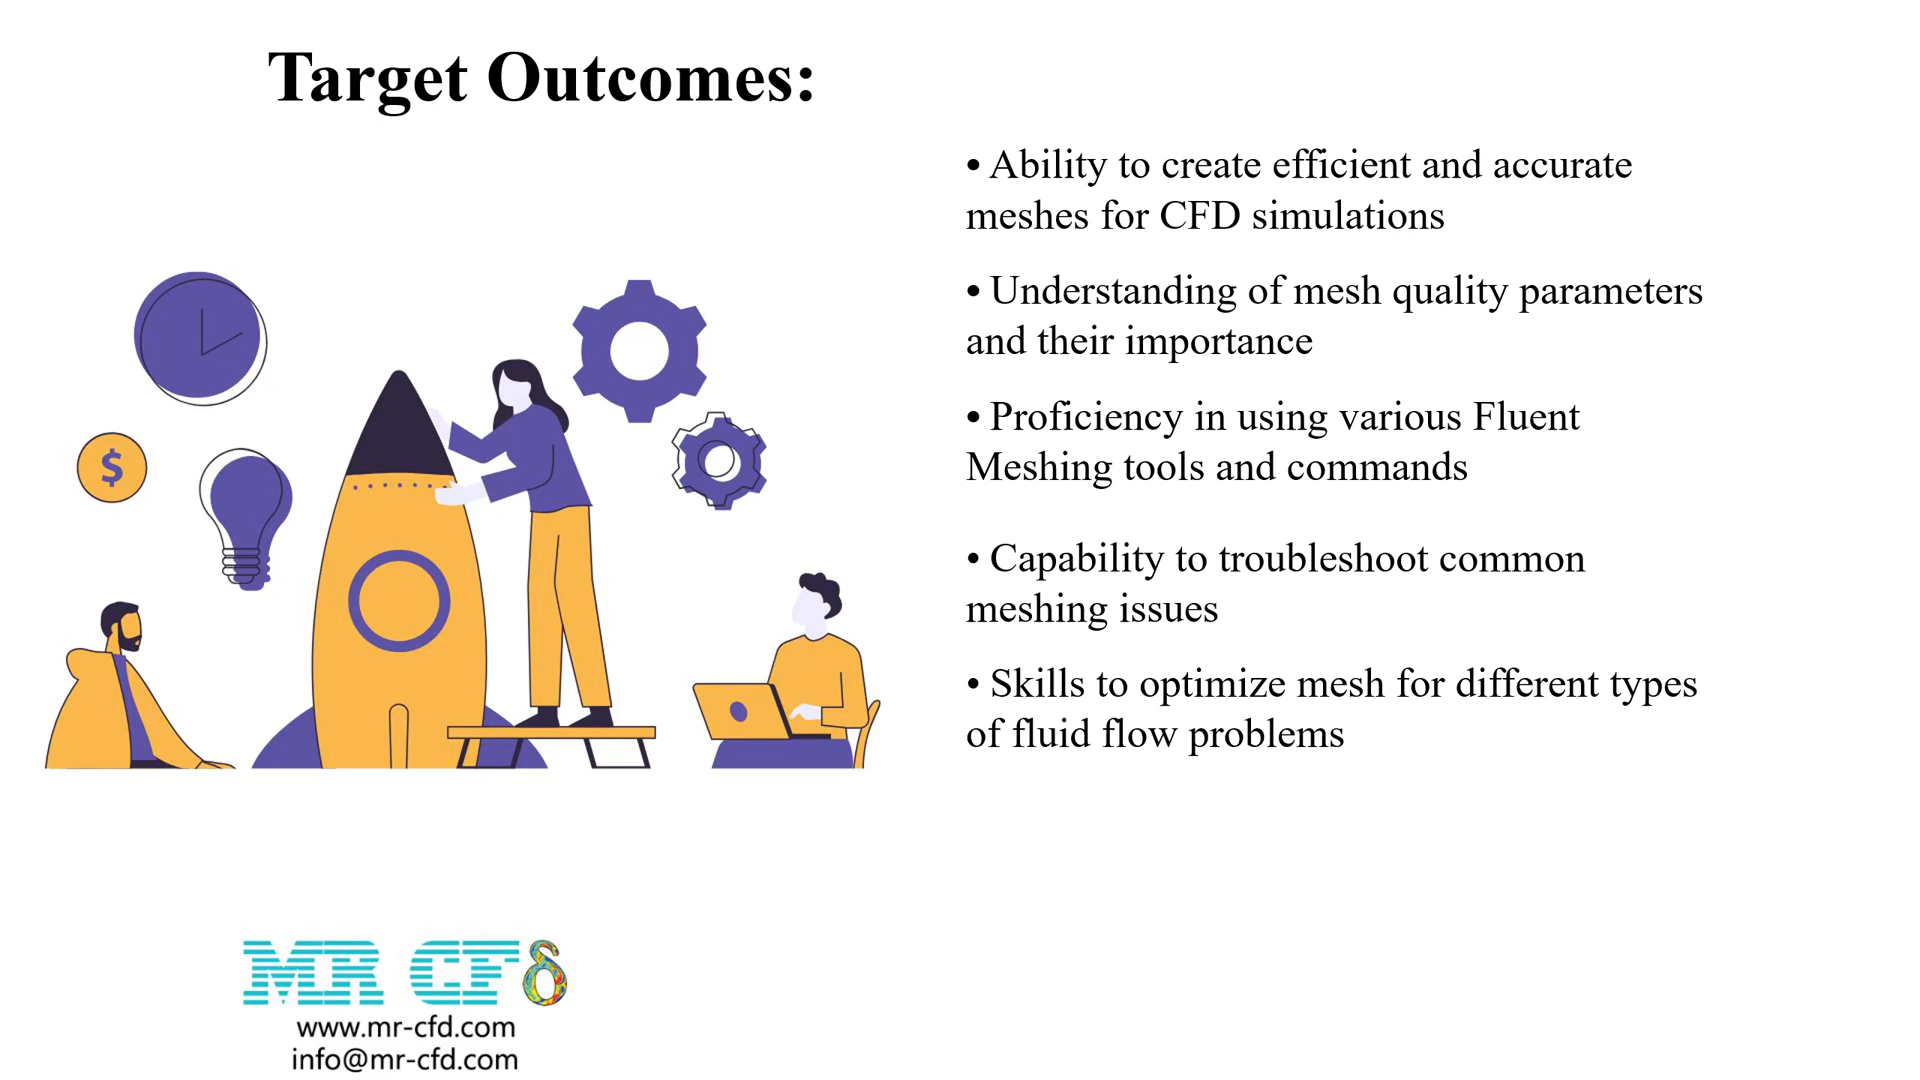 Target Outcomes:
• Ability to create efficient and accurate
meshes for CFD simulations
• Understanding of mesh quality parameters
and their importance
• Proficiency in using various Fluent
Meshing tools and commands
• Capability to troubleshoot common
meshing issues
• Skills to optimize mesh for different types
of fluid flow problems
$
MR CFδ
www.mr-cfd.com
info@mr-cfd.com